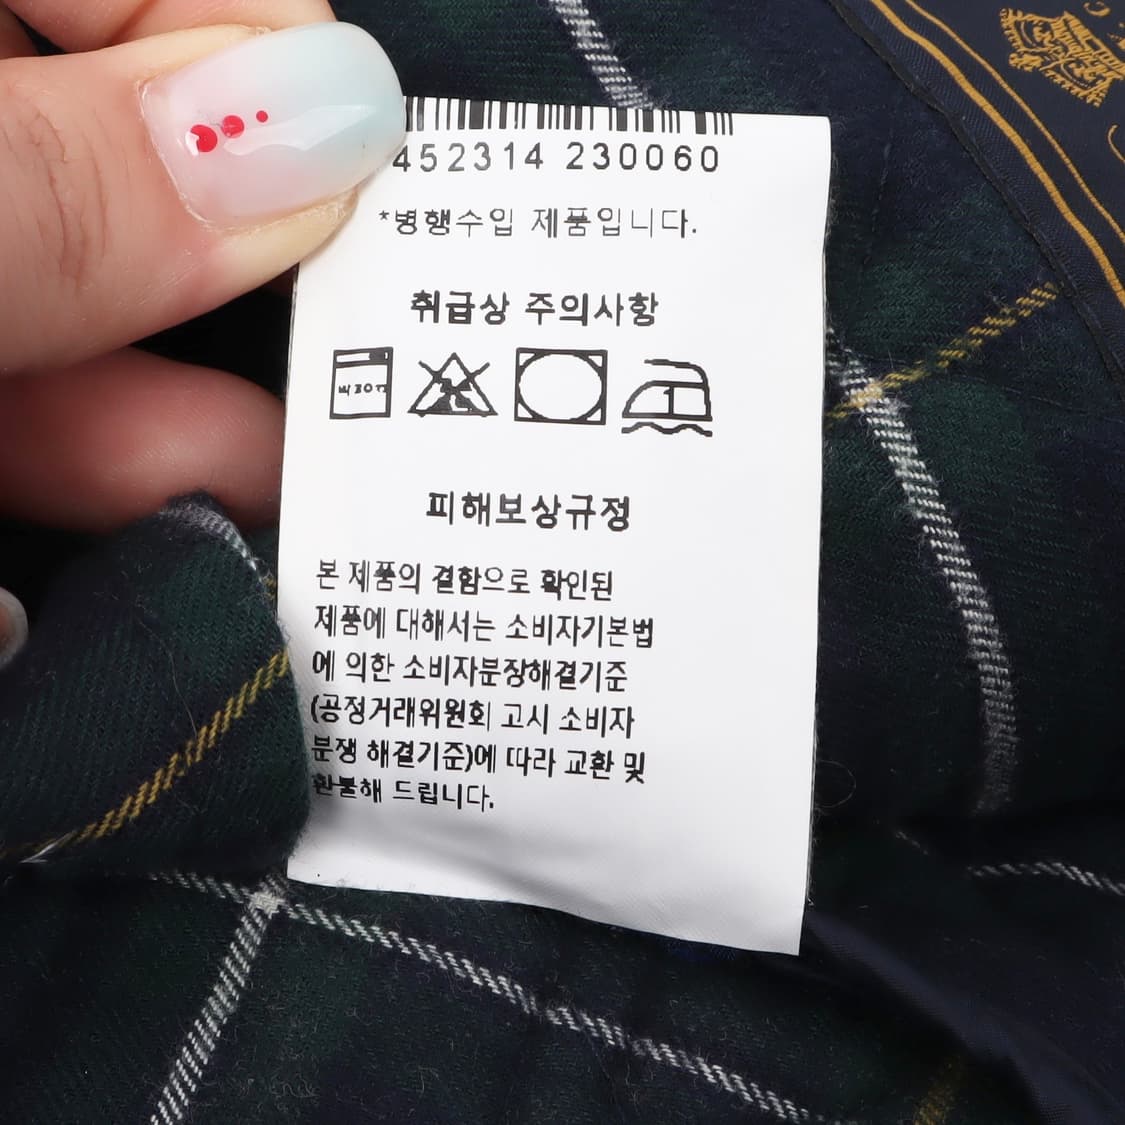 452314 230060
*병행수입 제품입니다.
취급상 주의사항
피해보상규정
본 제품의 결함으로 확인된
제품에 대해서는 소비자기본법
에 의한 소비자분장해결기준
(공정거래위원회 고시 소비자
분쟁 해결기준)에 따라 교환 및
환불해 드립니다.